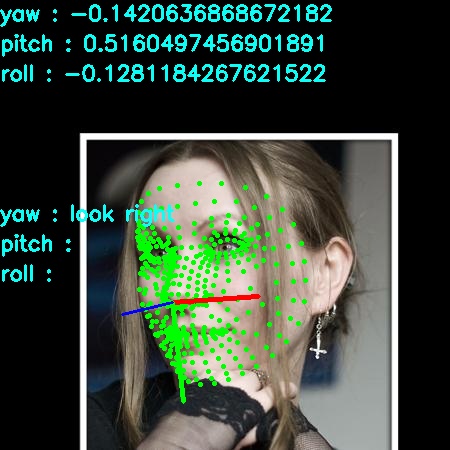 yaw : -0.1420636868672182
pitch : 0.5160497456901891
roll : -0.1281184267621522
yaw : look right
pitch :
roll :